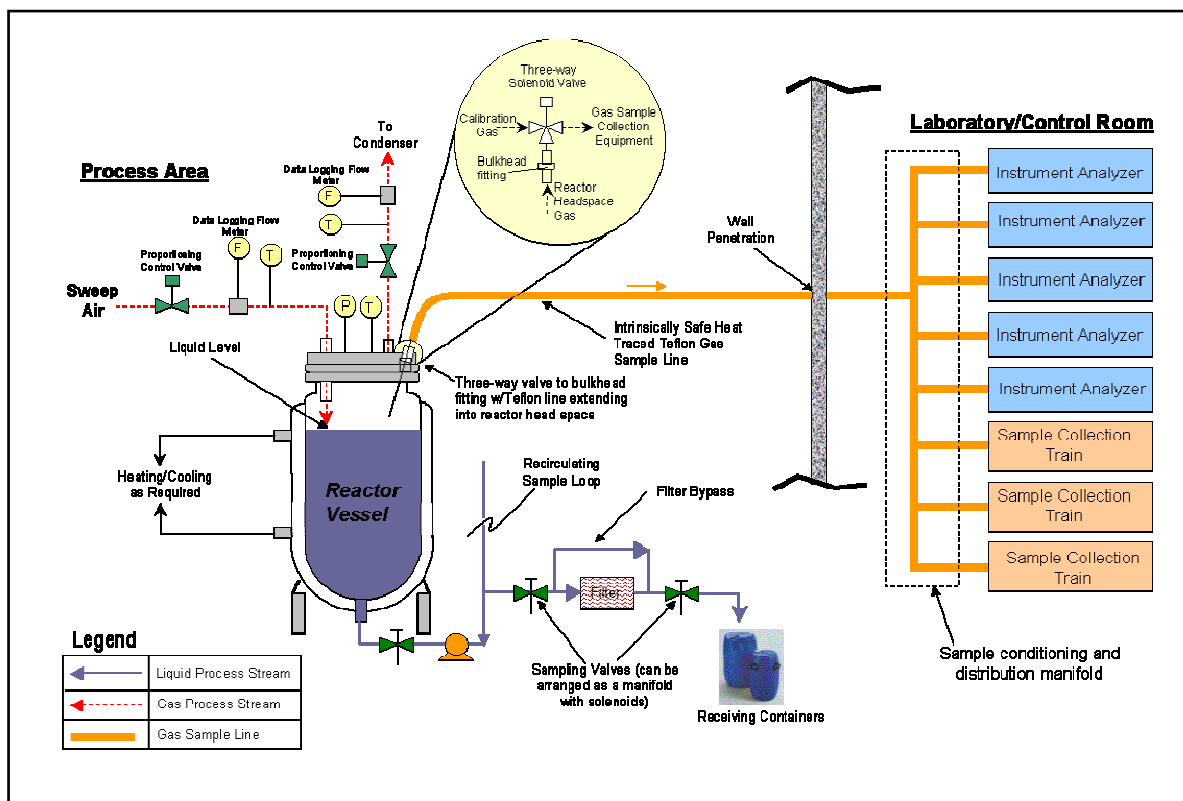 Three-way
Solenoid Valve
Calibration
Gas
Gas Sample
Collection
Equipment
Bulkhead
fitting
Reactor
Headspace
Gas
To
Condenser
Process Area
Data Logging Flow
Meter
F
T
Data Logging Flow
Meter
F
T
Proportioning
Control Valve
Proportioning
Control Valve
Sweep
Air
P
T
Liquid Level
Intrinsically Safe Heat
Traced Teflon Gas
Sample Line
Three-way valve to bulkhead
fitting w/Teflon line extending
into reactor head space
Wall
Penetration
Laboratory/Control Room
Instrument Analyzer
Instrument Analyzer
Instrument Analyzer
Instrument Analyzer
Instrument Analyzer
Sample Collection
Train
Sample Collection
Train
Sample Collection
Train
Sample conditioning and
distribution manifold
Heating/Cooling
as Required
Reactor
Vessel
Recirculating
Sample Loop
Filter Bypass
Filter
Sampling Valves (can be
arranged as a manifold
with solenoids)
Receiving Containers
Legend
Liquid Process Stream
Gas Process Stream
Gas Sample Line